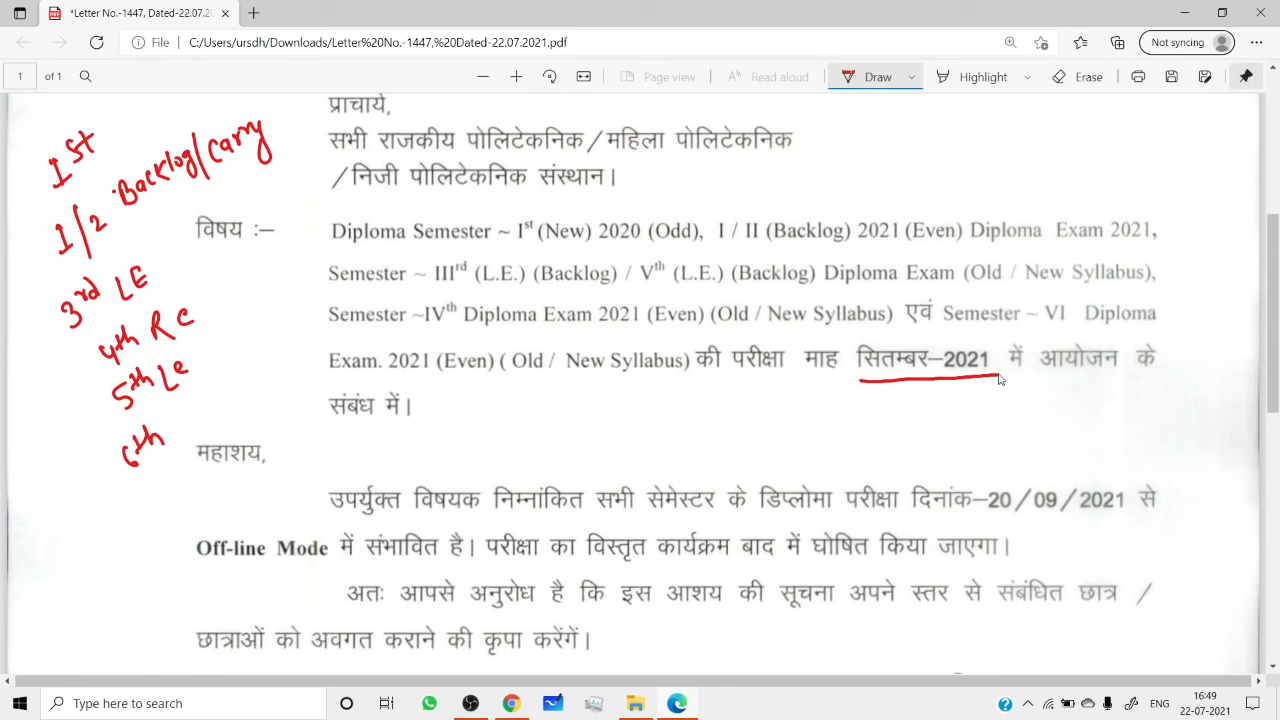 *Letter No.-1447, Dated-22.07.20
File
C:/Users/ursdh/Downloads/Letter%20No.-1447,%20Dated-22.07.2021.pdf
Not syncing
1
of 1
Page view
Read aloud
Draw
Highlight
Erase
प्राचार्य,
सभी राजकीय पोलिटेकनिक/महिला पोलिटेकनिक
/निजी पोलिटेकनिक संस्थान।
विषय :–
Diploma Semester ~ Ist (New) 2020 (Odd), I / II (Backlog) 2021 (Even) Diploma Exam 2021,
Semester ~ IIIrd (L.E.) (Backlog) / Vth (L.E.) (Backlog) Diploma Exam (Old / New Syllabus),
Semester ~IVth Diploma Exam 2021 (Even) (Old / New Syllabus) एवं Semester ~ VI Diploma
Exam. 2021 (Even) ( Old / New Syllabus) की परीक्षा माह सितम्बर–2021 में आयोजन के
संबंध में।
महाशय,
उपर्युक्त विषयक निम्नांकित सभी सेमेस्टर के डिप्लोमा परीक्षा दिनांक–20/09/2021 से
Off-line Mode में संभावित है। परीक्षा का विस्तृत कार्यक्रम बाद में घोषित किया जाएगा।
अतः आपसे अनुरोध है कि इस आशय की सूचना अपने स्तर से संबंधित छात्र /
छात्राओं को अवगत कराने की कृपा करेंगें।
Ist
I/2 Backlog/Carry
3rd LE
4th Re
5th Le
6th
Type here to search
ENG
16:49
22-07-2021